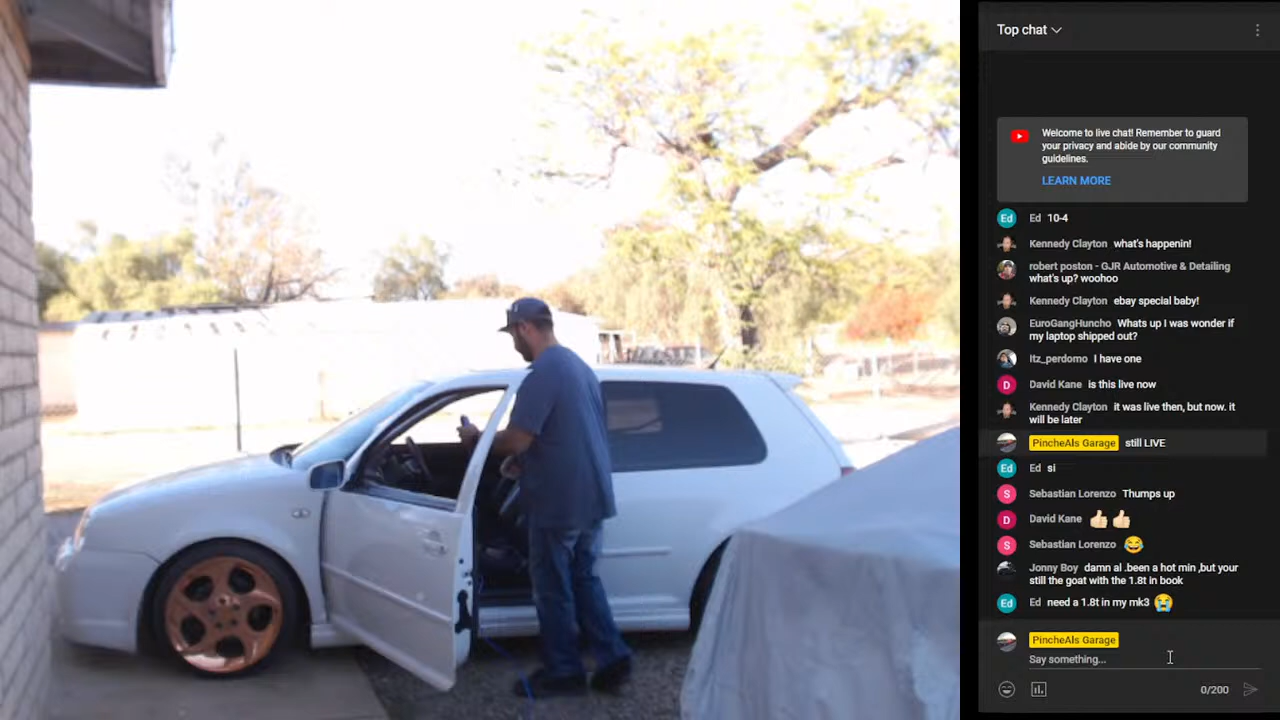 Top chat
Welcome to live chat! Remember to guard
your privacy and abide by our community
guidelines.
LEARN MORE
Ed Ed 10-4
Kennedy Clayton what's happenin!
robert poston - GJR Automotive & Detailing
what's up? woohoo
Kennedy Clayton ebay special baby!
EuroGangHuncho Whats up I was wonder if
my laptop shipped out?
Itz_perdomo I have one
D David Kane is this live now
Kennedy Clayton it was live then, but now. it
will be later
PincheAls Garage still LIVE
Ed Ed si
S Sebastian Lorenzo Thumps up
D David Kane 👍🏻👍🏻
S Sebastian Lorenzo 😂
Jonny Boy damn al .been a hot min ,but your
still the goat with the 1.8t in book
Ed Ed need a 1.8t in my mk3 😭
PincheAls Garage
Say something...
0/200